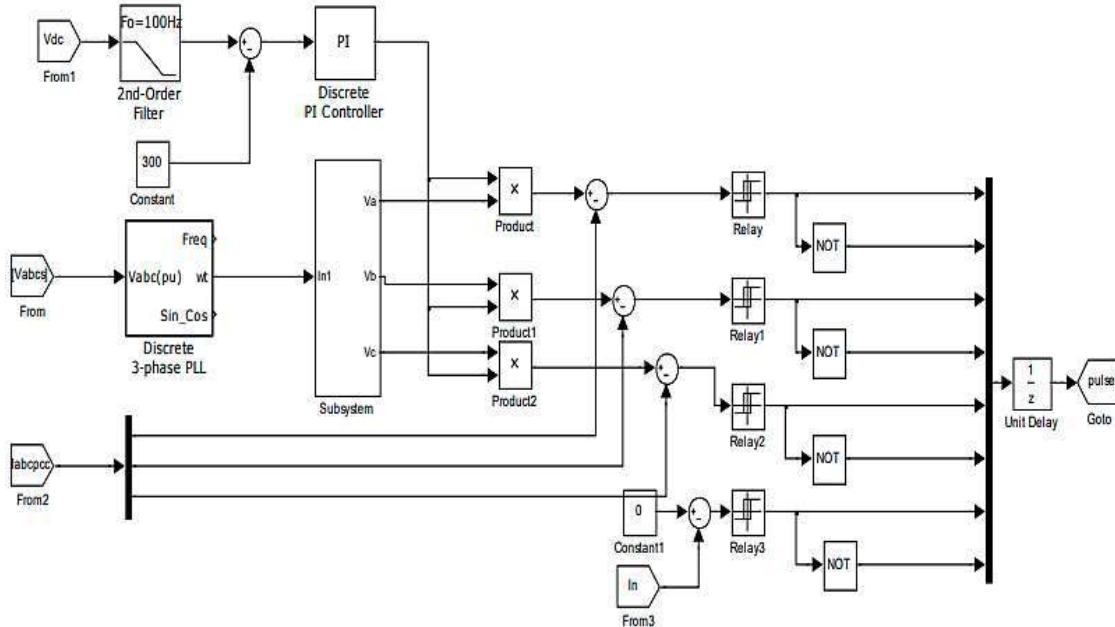 Vdc
From1
Fo=100Hz
2nd-Order
Filter
+
-
PI
Discrete
PI Controller
300
Constant
[Vabcs]
From
Freq
Vabc(pu)
wt
Sin_Cos
Discrete
3-phase PLL
In1
Va
Vb
Vc
Subsystem
×
Product
×
Product1
×
Product2
+
-
+
-
+
-
Relay
NOT
Relay1
NOT
Relay2
NOT
Iabcpcc
From2
0
Constant1
+
-
In
From3
Relay3
NOT
1
z
Unit Delay
pulse
Goto